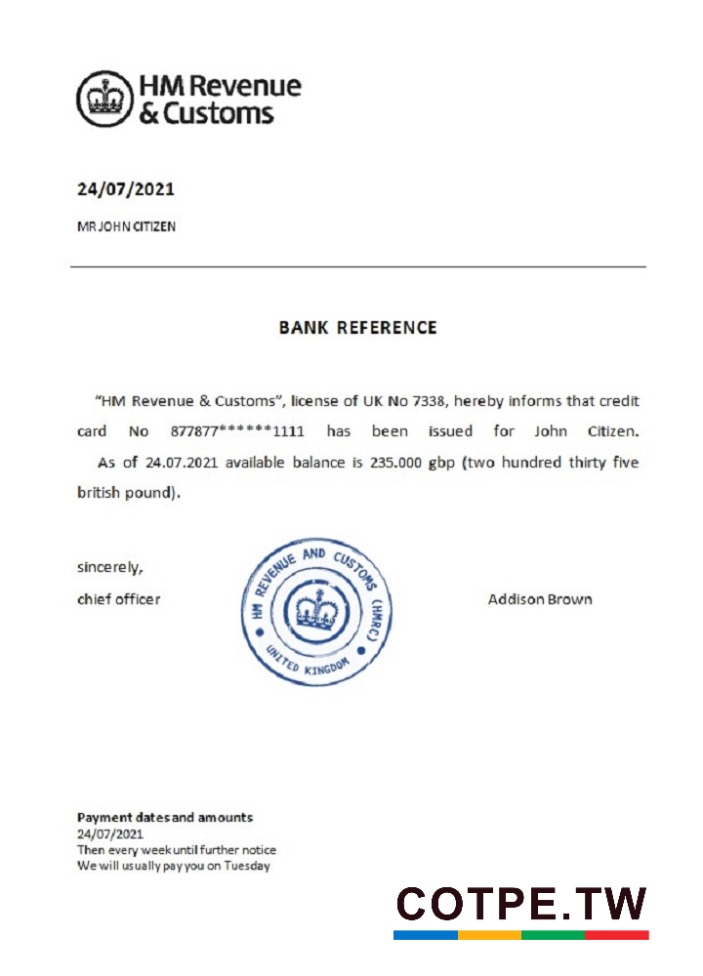 HM Revenue
& Customs
24/07/2021
MR JOHN CITIZEN
BANK REFERENCE
“HM Revenue & Customs”, license of UK No 7338, hereby informs that credit
card No 877877******1111 has been issued for John Citizen.
As of 24.07.2021 available balance is 235.000 gbp (two hundred thirty five
british pound).
sincerely,
chief officer
HM REVENUE AND CUSTOMS (HMRC)
UNITED KINGDOM
Addison Brown
Payment dates and amounts
24/07/2021
Then every week until further notice
We will usually pay you on Tuesday
COTPE.TW